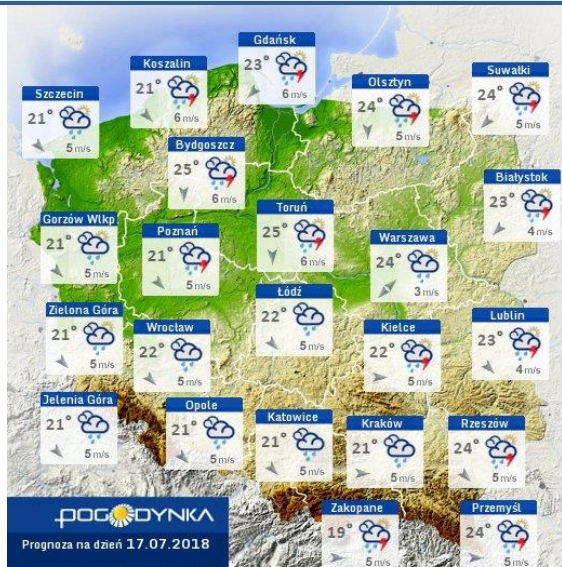 Gdańsk
23°
6 m/s
Koszalin
21°
6 m/s
Suwałki
24°
5 m/s
Olsztyn
24°
5 m/s
Szczecin
21°
5 m/s
Bydgoszcz
25°
6 m/s
Białystok
23°
4 m/s
Toruń
25°
6 m/s
Gorzów Wlkp
21°
5 m/s
Poznań
21°
5 m/s
Warszawa
24°
3 m/s
Łódź
22°
5 m/s
Zielona Góra
21°
5 m/s
Wrocław
22°
5 m/s
Kielce
22°
5 m/s
Lublin
23°
4 m/s
Jelenia Góra
21°
5 m/s
Opole
21°
5 m/s
Katowice
21°
5 m/s
Kraków
21°
5 m/s
Rzeszów
24°
5 m/s
Zakopane
19°
5 m/s
Przemyśl
24°
5 m/s
POGODYNKA
Prognoza na dzień 17.07.2018